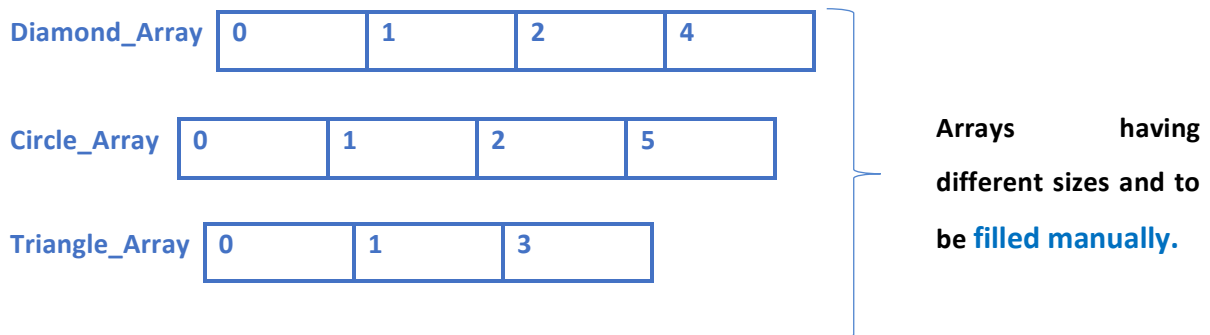 Diamond_Array 0 1 2 4
Circle_Array 0 1 2 5
Triangle_Array 0 1 3
Arrays having
different sizes and to
be filled manually.